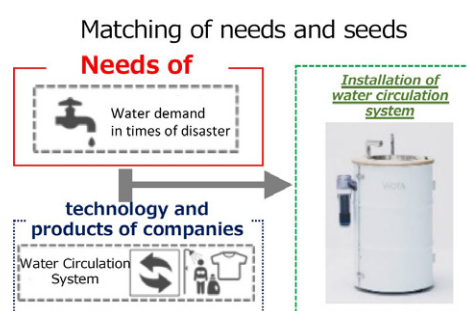 Matching of needs and seeds
Needs of
Water demand
in times of disaster
technology and
products of companies
Water Circulation
System
Installation of
water circulation
system
WOTA